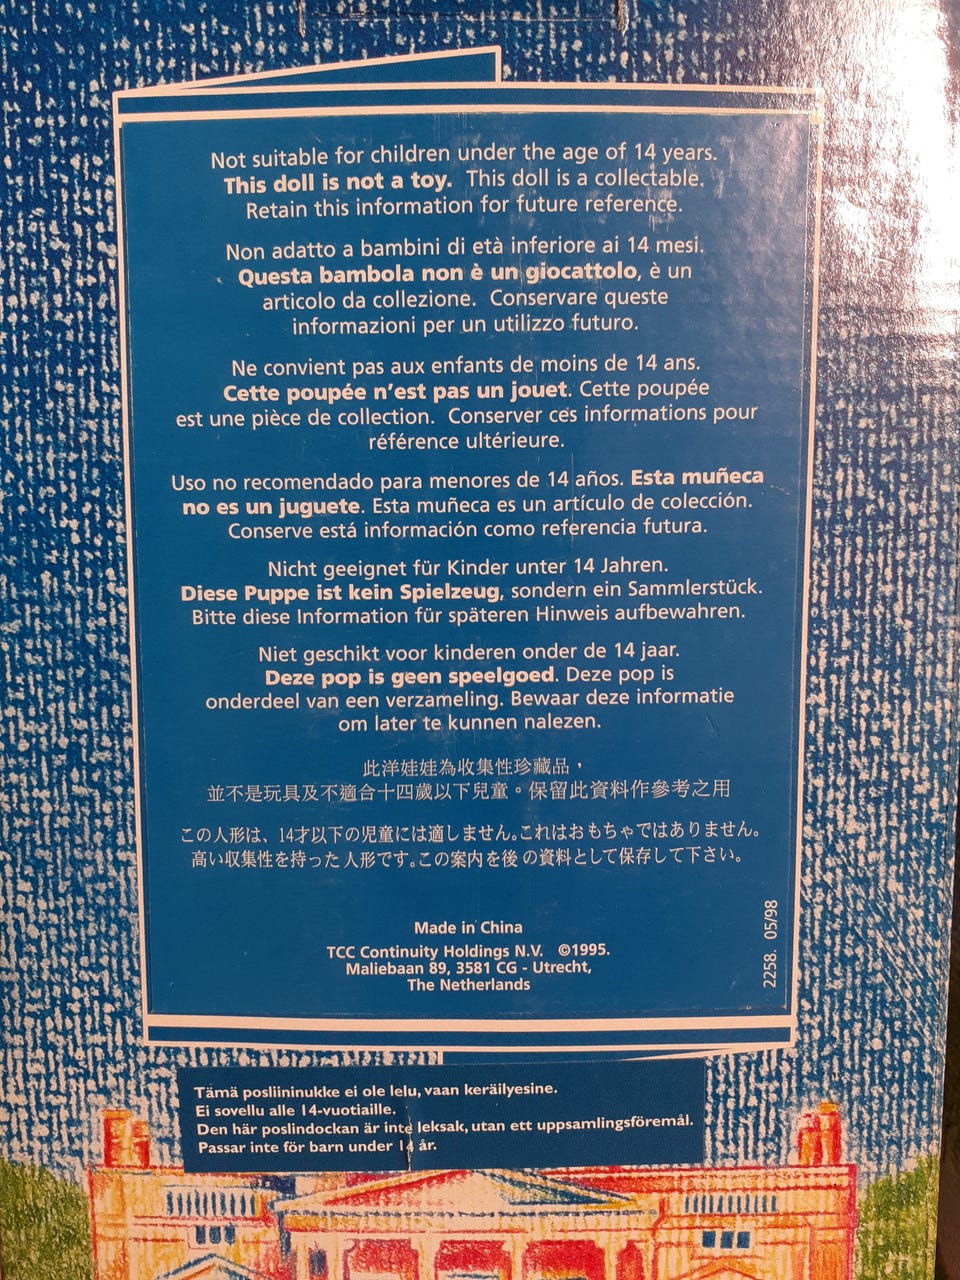 Not suitable for children under the age of 14 years.
This doll is not a toy. This doll is a collectable.
Retain this information for future reference.
Non adatto a bambini di età inferiore ai 14 mesi.
Questa bambola non è un giocattolo, è un
articolo da collezione. Conservare queste
informazioni per un utilizzo futuro.
Ne convient pas aux enfants de moins de 14 ans.
Cette poupée n'est pas un jouet. Cette poupée
est une pièce de collection. Conserver ces informations pour
référence ultérieure.
Uso no recomendado para menores de 14 años. Esta muñeca
no es un juguete. Esta muñeca es un artículo de colección.
Conserve está información como referencia futura.
Nicht geeignet für Kinder unter 14 Jahren.
Diese Puppe ist kein Spielzeug, sondern ein Sammlerstück.
Bitte diese Information für späteren Hinweis aufbewahren.
Niet geschikt voor kinderen onder de 14 jaar.
Deze pop is geen speelgoed. Deze pop is
onderdeel van een verzameling. Bewaar deze informatie
om later te kunnen nalezen.
此洋娃娃為收集性珍藏品，
並不是玩具及不適合十四歲以下兒童。保留此資料作參考之用
この人形は、14才以下の児童には適しません。これはおもちゃではありません。
高い収集性を持った人形です。この案内を後の資料として保存して下さい。
Made in China
TCC Continuity Holdings N.V. ©1995.
Maliebaan 89, 3581 CG - Utrecht,
The Netherlands
2258. 05/98
Tämä posliininukke ei ole lelu, vaan keräilyesine.
Ei sovellu alle 14-vuotiaille.
Den här poslindockan är inte leksak, utan ett uppsamlingsföremål.
Passar inte för barn under 14 år.